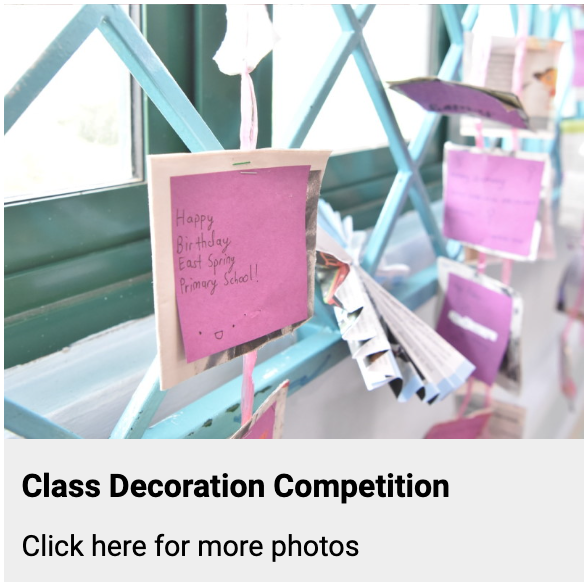 Happy
Birthday
East Spring
Primary School!
Class Decoration Competition
Click here for more photos